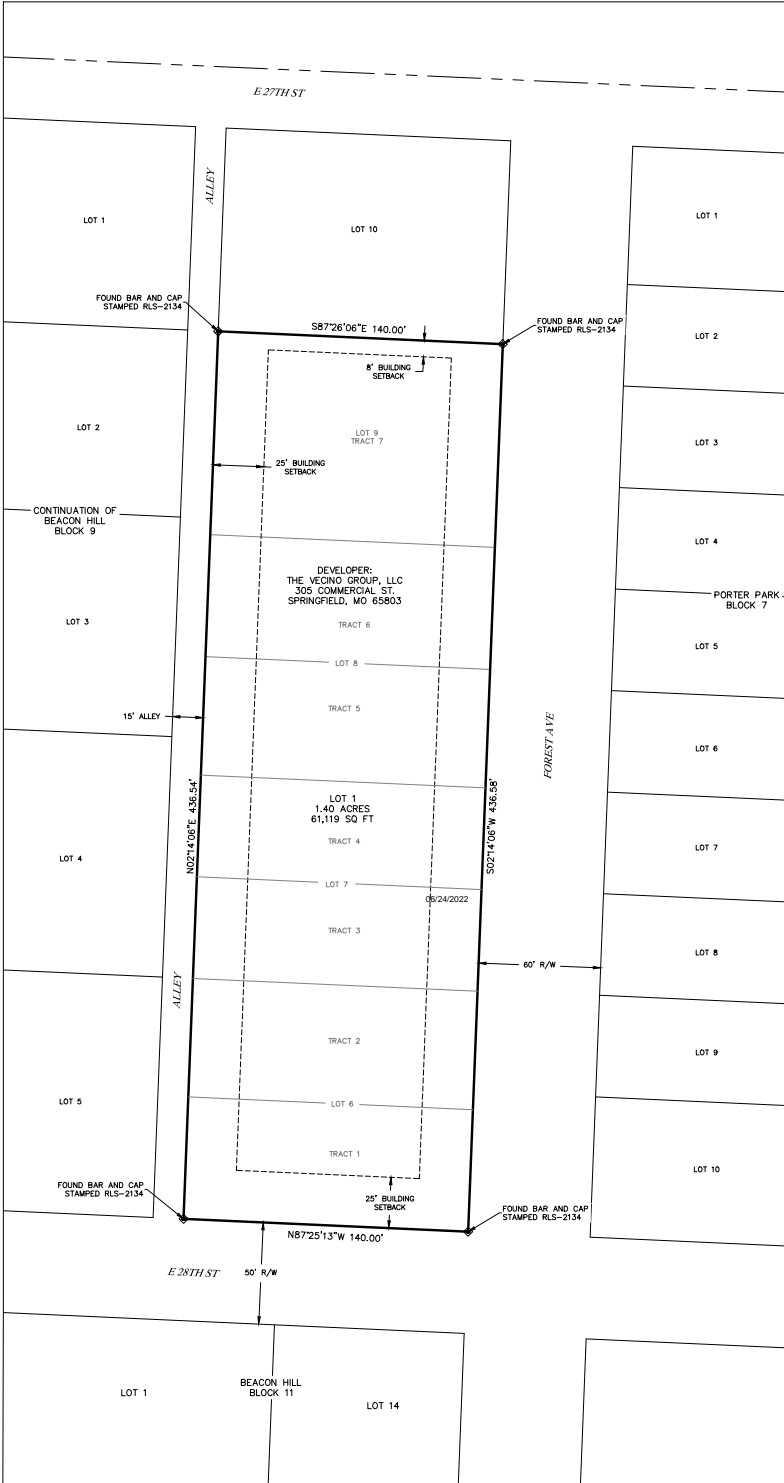 E 27TH ST
ALLEY
LOT 1
LOT 10
LOT 1
FOUND BAR AND CAP
STAMPED RLS-2134
S87°26'06"E 140.00'
FOUND BAR AND CAP
STAMPED RLS-2134
LOT 2
8' BUILDING
SETBACK
LOT 2
LOT 9
TRACT 7
LOT 3
25' BUILDING
SETBACK
CONTINUATION OF
BEACON HILL
BLOCK 9
LOT 4
DEVELOPER:
THE VECINO GROUP, LLC
305 COMMERCIAL ST.
SPRINGFIELD, MO 65803
PORTER PARK
BLOCK 7
LOT 3
TRACT 6
LOT 5
LOT 8
TRACT 5
15' ALLEY
FOREST AVE
LOT 6
N02°14'06"E 436.54'
LOT 1
1.40 ACRES
61,119 SQ FT
S02°14'06"W 436.58'
TRACT 4
LOT 7
LOT 4
LOT 7
06/24/2022
TRACT 3
LOT 8
60' R/W
ALLEY
TRACT 2
LOT 9
LOT 5
LOT 6
TRACT 1
LOT 10
FOUND BAR AND CAP
STAMPED RLS-2134
25' BUILDING
SETBACK
FOUND BAR AND CAP
STAMPED RLS-2134
N87°25'13"W 140.00'
E 28TH ST
50' R/W
LOT 1
BEACON HILL
BLOCK 11
LOT 14